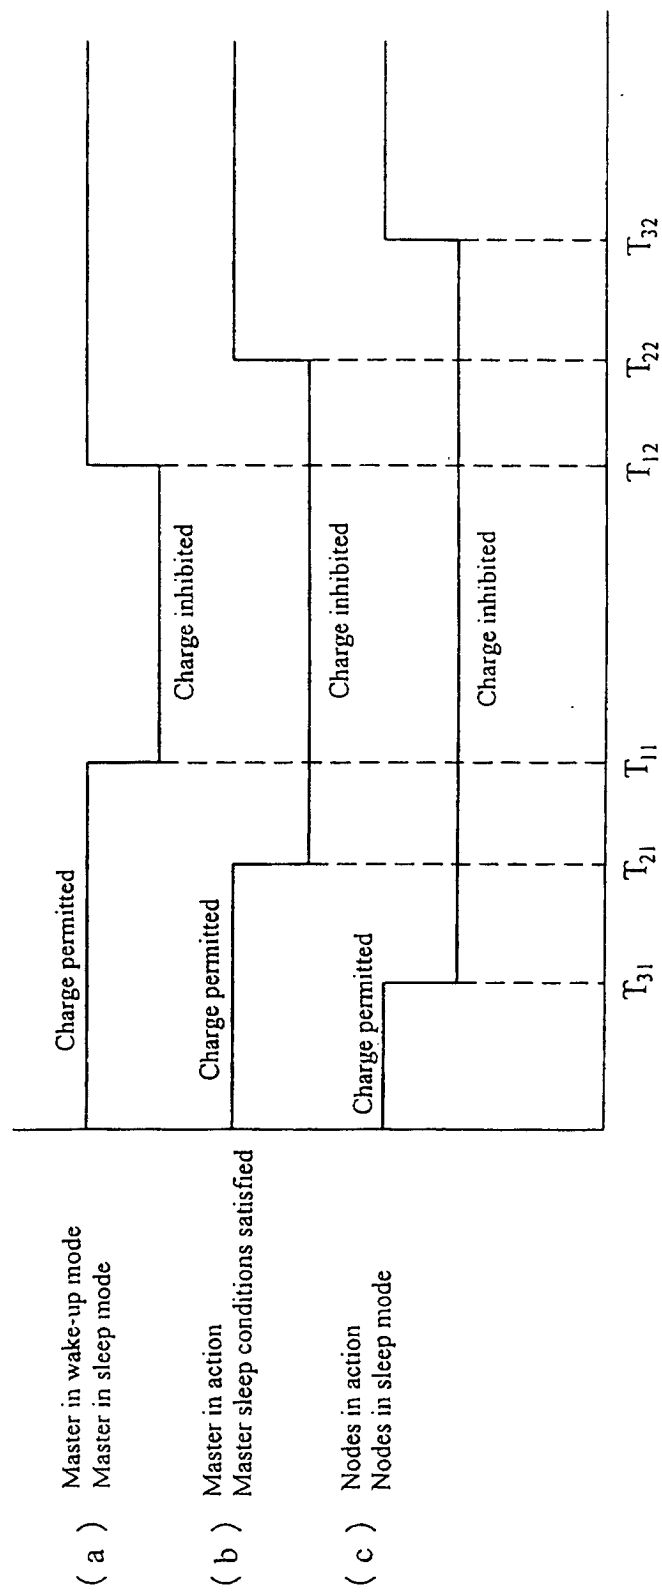 ( a ) Master in wake-up mode
Master in sleep mode
Charge permitted
Charge inhibited
( b ) Master in action
Master sleep conditions satisfied
Charge permitted
Charge inhibited
( c ) Nodes in action
Nodes in sleep mode
Charge permitted
Charge inhibited
T31 T21 T11 T12 T22 T32